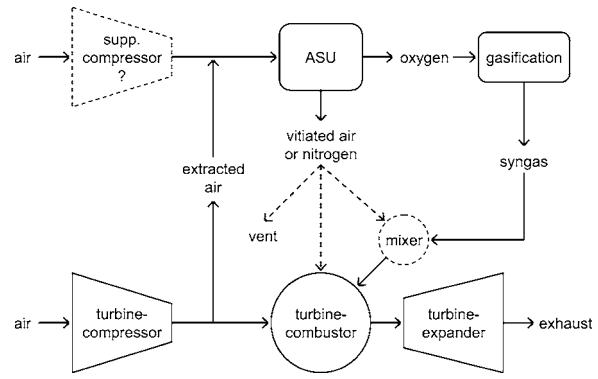 supp.
air
compressor
?
ASU
oxygen
gasification
vitiated air
or nitrogen
extracted
air
syngas
vent
mixer
air
turbine-
compressor
turbine-
combustor
turbine-
expander
exhaust